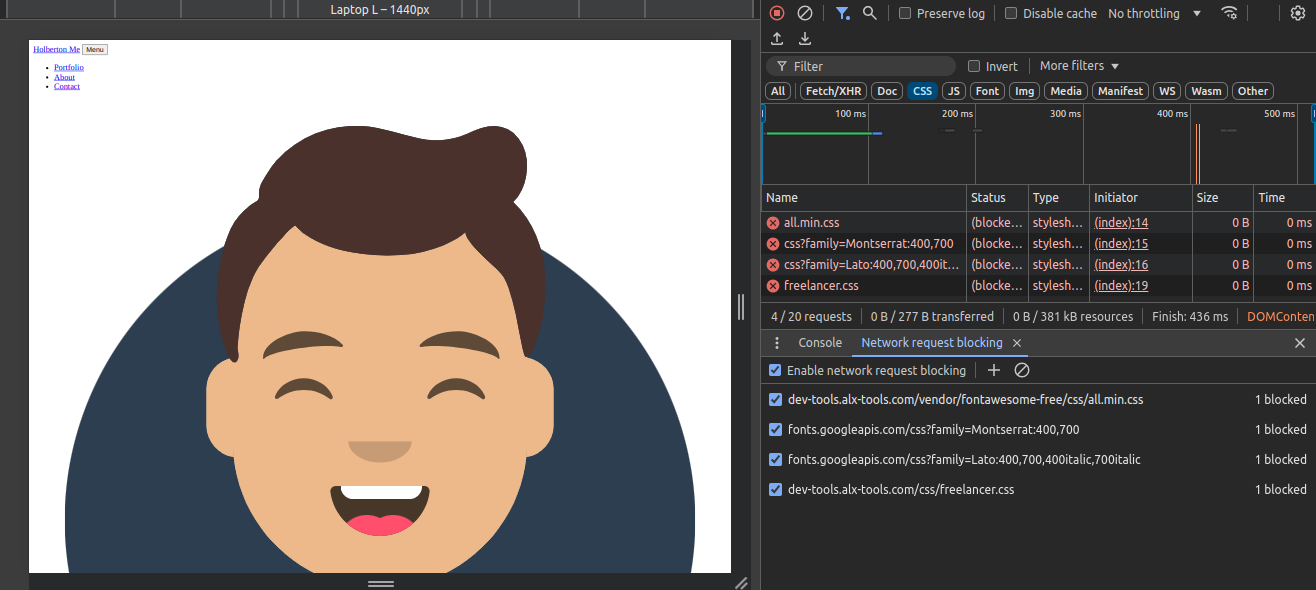 Laptop L – 1440px
Holberton Me Menu
Portfolio
About
Contact
Preserve log Disable cache No throttling
Filter Invert More filters
All Fetch/XHR Doc CSS JS Font Img Media Manifest WS Wasm Other
100 ms 200 ms 300 ms 400 ms 500 ms
Name Status Type Initiator Size Time
all.min.css (blocke... stylesh... (index):14 0 B 0 ms
css?family=Montserrat:400,700 (blocke... stylesh... (index):15 0 B 0 ms
css?family=Lato:400,700,400it... (blocke... stylesh... (index):16 0 B 0 ms
freelancer.css (blocke... stylesh... (index):19 0 B 0 ms
4 / 20 requests 0 B / 277 B transferred 0 B / 381 kB resources Finish: 436 ms DOMConten
Console Network request blocking
Enable network request blocking
dev-tools.alx-tools.com/vendor/fontawesome-free/css/all.min.css 1 blocked
fonts.googleapis.com/css?family=Montserrat:400,700 1 blocked
fonts.googleapis.com/css?family=Lato:400,700,400italic,700italic 1 blocked
dev-tools.alx-tools.com/css/freelancer.css 1 blocked